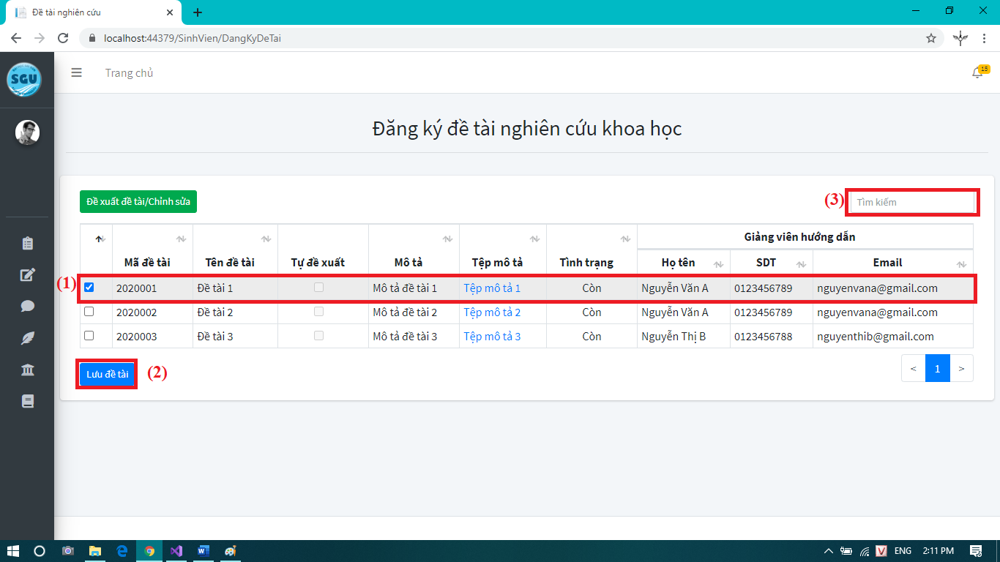 Đề tài nghiên cứu
localhost:44379/SinhVien/DangKyDeTai
SGU
Trang chủ
15
Đăng ký đề tài nghiên cứu khoa học
Đề xuất đề tài/Chỉnh sửa
(3)
Tìm kiếm
Giảng viên hướng dẫn
Mã đề tài Tên đề tài Tự đề xuất Mô tả Tệp mô tả Tình trạng Họ tên SDT Email
(1) 2020001 Đề tài 1 Mô tả đề tài 1 Tệp mô tả 1 Còn Nguyễn Văn A 0123456789 nguyenvana@gmail.com
2020002 Đề tài 2 Mô tả đề tài 2 Tệp mô tả 2 Còn Nguyễn Văn A 0123456789 nguyenvana@gmail.com
2020003 Đề tài 3 Mô tả đề tài 3 Tệp mô tả 3 Còn Nguyễn Thị B 0123456788 nguyenthib@gmail.com
Lưu đề tài (2)
< 1 >
ENG 2:11 PM